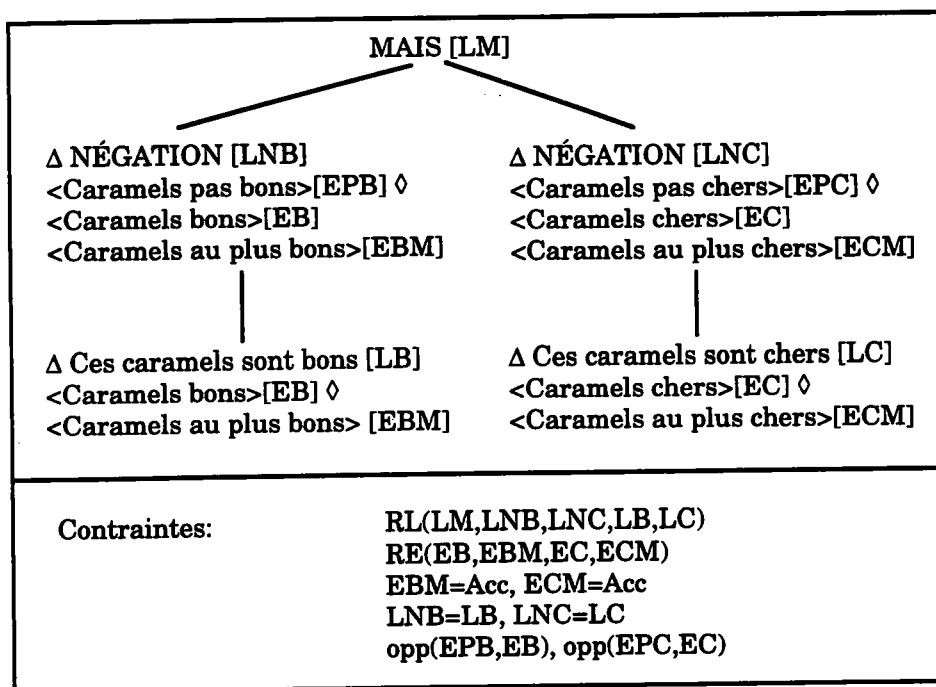 MAIS [LM]
Δ NÉGATION [LNB]
<Caramels pas bons>[EPB] ◊
<Caramels bons>[EB]
<Caramels au plus bons>[EBM]
Δ NÉGATION [LNC]
<Caramels pas chers>[EPC] ◊
<Caramels chers>[EC]
<Caramels au plus chers>[ECM]
Δ Ces caramels sont bons [LB]
<Caramels bons>[EB] ◊
<Caramels au plus bons> [EBM]
Δ Ces caramels sont chers [LC]
<Caramels chers>[EC] ◊
<Caramels au plus chers>[ECM]
Contraintes:
RL(LM,LNB,LNC,LB,LC)
RE(EB,EBM,EC,ECM)
EBM=Acc, ECM=Acc
LNB=LB, LNC=LC
opp(EPB,EB), opp(EPC,EC)